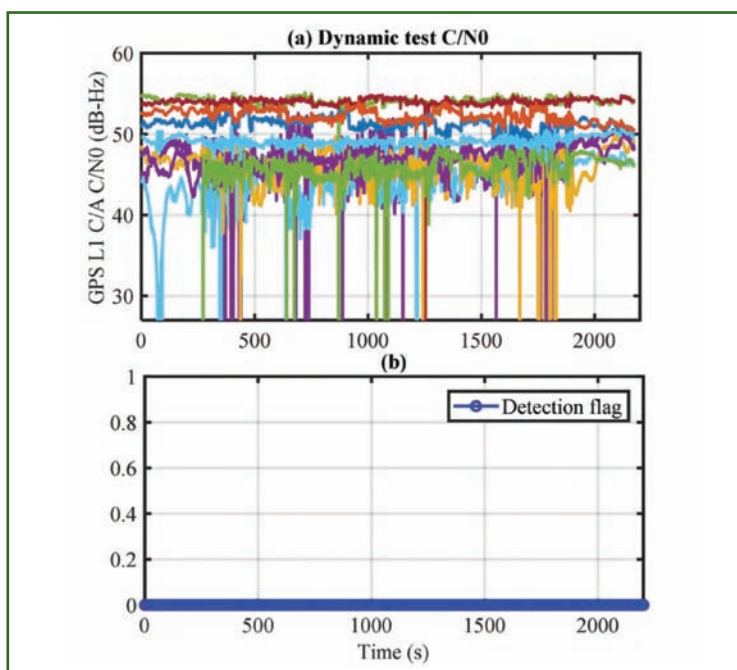 (a) Dynamic test C/N0
GPS L1 C/A C/N0 (dB-Hz)
60
50
40
30
0 500 1000 1500 2000
(b)
1
Detection flag
0.8
0.6
0.4
0.2
0
0 500 1000 1500 2000
Time (s)